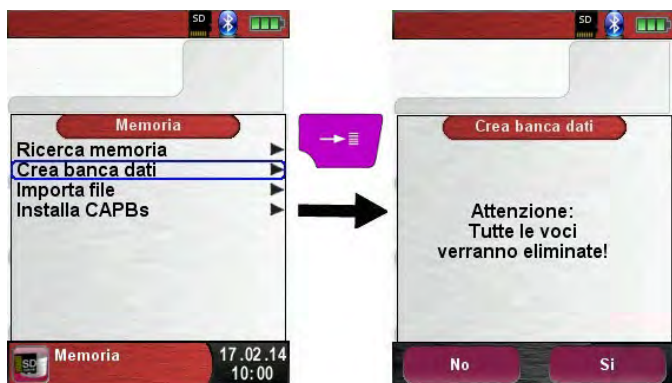 SD
Memoria
Ricerca memoria
Crea banca dati
Importa file
Installa CAPBs
SD
Memoria
17.02.14
10:00
SD
Crea banca dati
Attenzione:
Tutte le voci
verranno eliminate!
No
Si